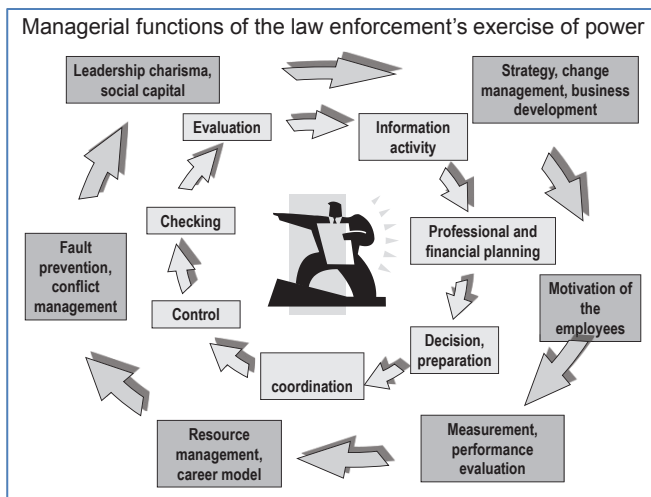 Managerial functions of the law enforcement's exercise of power
Leadership charisma,
social capital
Strategy, change
management, business
development
Evaluation
Information
activity
Checking
Professional and
financial planning
Fault
prevention,
conflict
management
Motivation of
the
employees
Control
Decision,
preparation
coordination
Resource
management,
career model
Measurement,
performance
evaluation